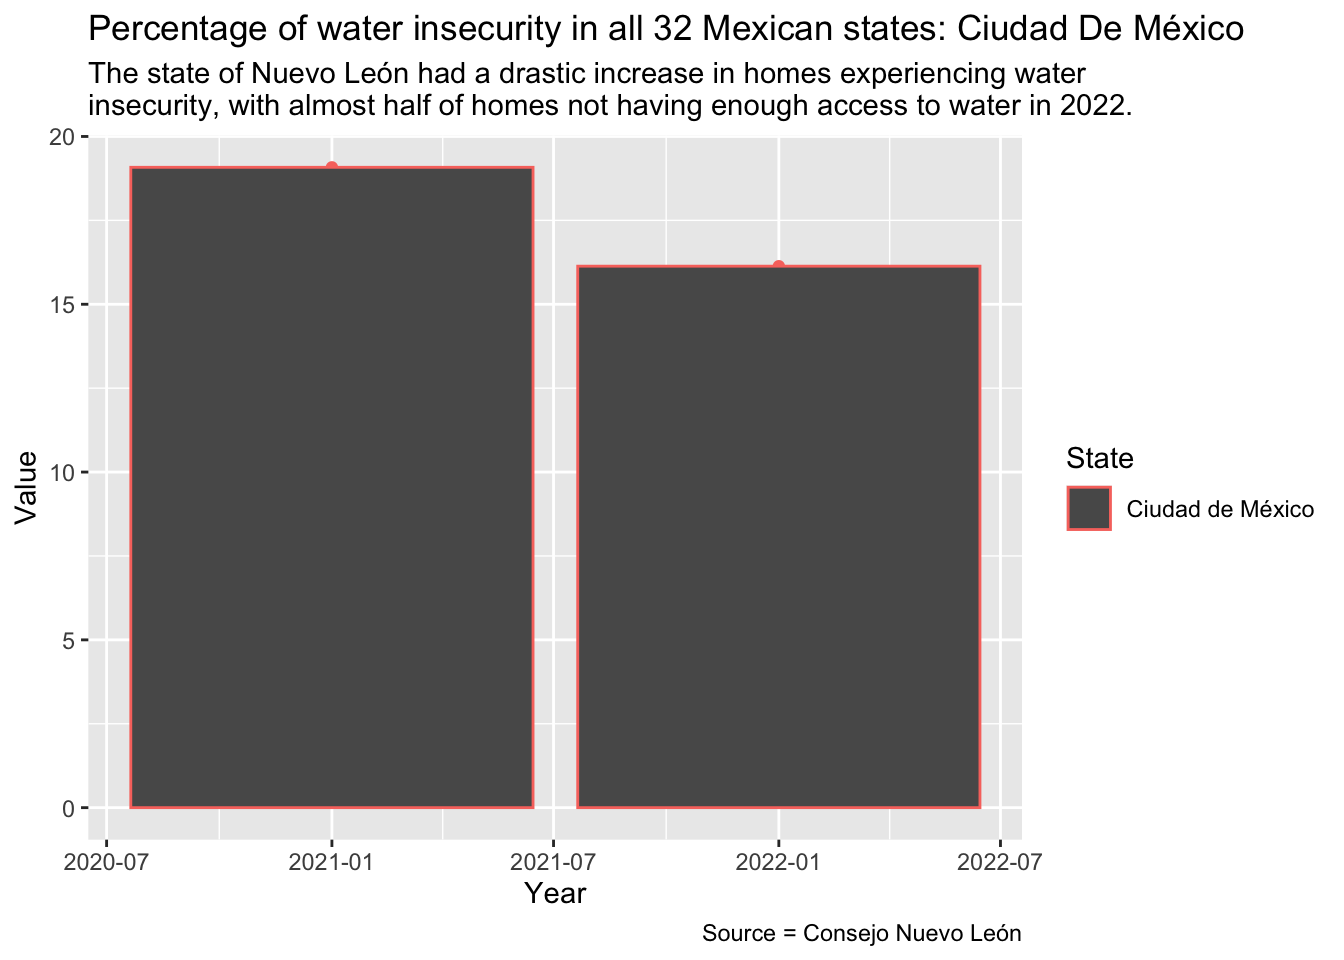 Percentage of water insecurity in all 32 Mexican states: Ciudad De México
The state of Nuevo León had a drastic increase in homes experiencing water
insecurity, with almost half of homes not having enough access to water in 2022.
20
15
10
5
0
Value
2020-07
2021-01
2021-07
2022-01
2022-07
Year
State
Ciudad de México
Source = Consejo Nuevo León